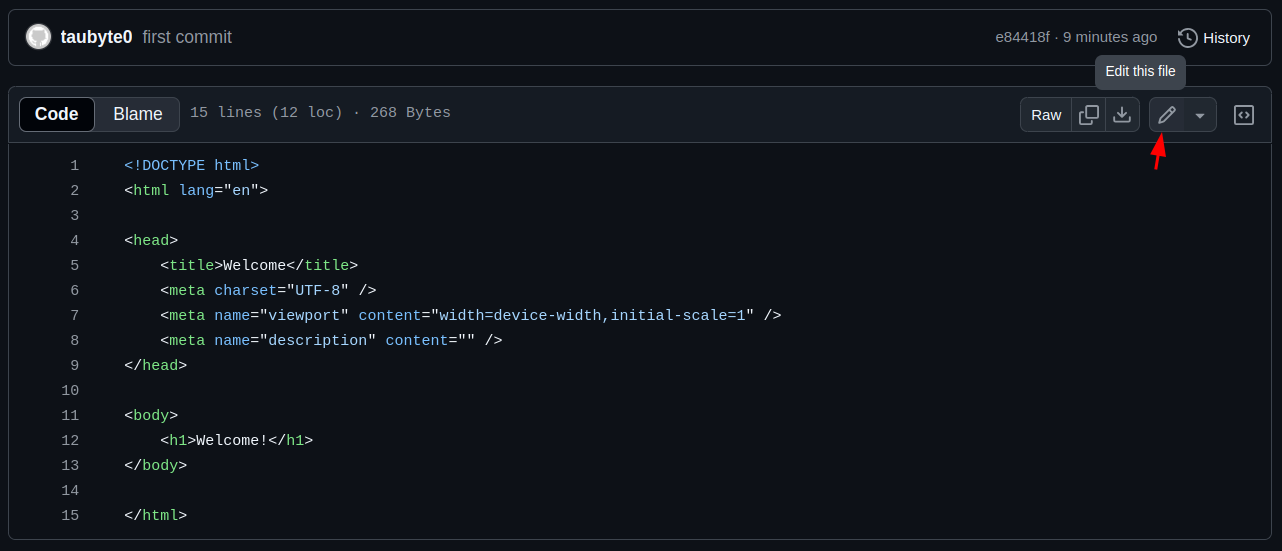 taubyte0 first commit e84418f · 9 minutes ago History
Edit this file
Code Blame 15 lines (12 loc) · 268 Bytes Raw
1 <!DOCTYPE html>
2 <html lang="en">
3
4 <head>
5     <title>Welcome</title>
6     <meta charset="UTF-8" />
7     <meta name="viewport" content="width=device-width,initial-scale=1" />
8     <meta name="description" content="" />
9 </head>
10
11 <body>
12     <h1>Welcome!</h1>
13 </body>
14
15 </html>